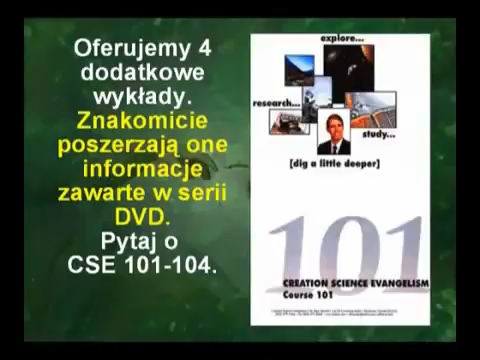 Oferujemy 4
dodatkowe
wykłady.
Znakomicie
poszerzają one
informacje
zawarte w serii
DVD.
Pytaj o
CSE 101-104.
explore...
research...
study...
[dig a little deeper]
101
CREATION SCIENCE EVANGELISM
Course 101